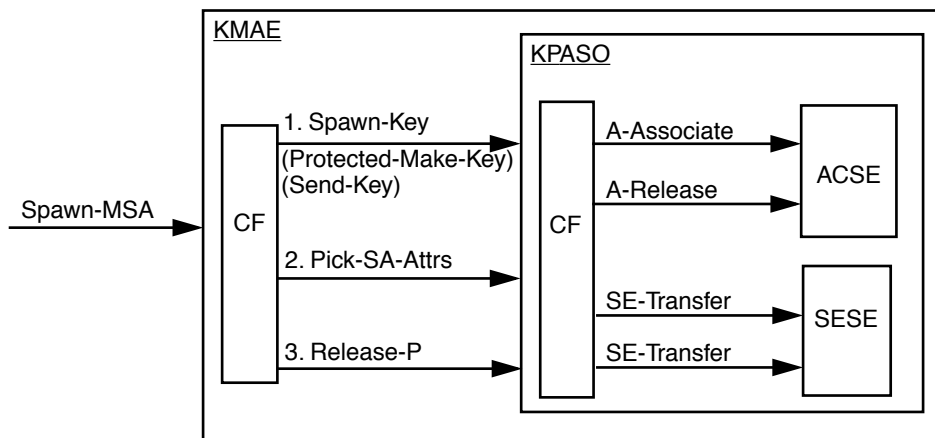 KMAE
KPASO
1. Spawn-Key
(Protected-Make-Key)
(Send-Key)
A-Associate
ACSE
A-Release
Spawn-MSA
CF
CF
2. Pick-SA-Attrs
SE-Transfer
SESE
3. Release-P
SE-Transfer